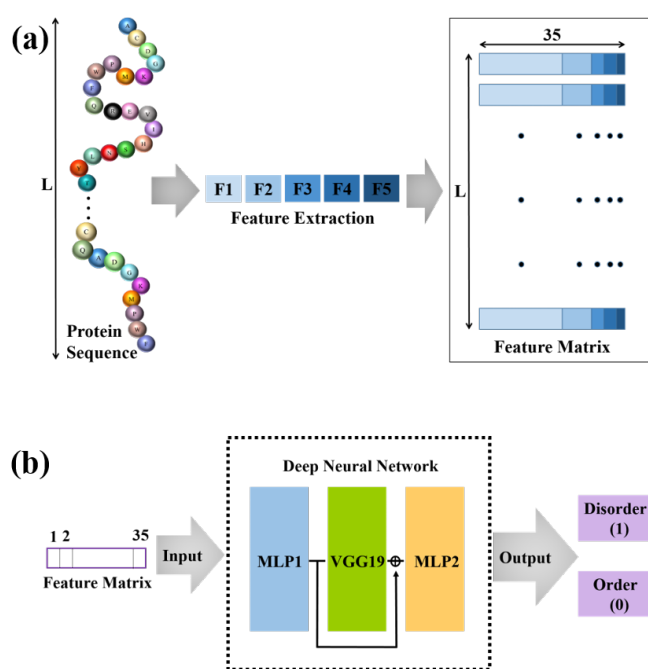 (a)
35
A
C
D
G
K
M
P
W
F
Q
E
V
I
H
S
N
L
Y
T
L
F1 F2 F3 F4 F5
Feature Extraction
L
C
Q
A
D
G
K
M
P
W
F
Protein
Sequence
Feature Matrix
(b)
Deep Neural Network
1 2 35
Feature Matrix
Input
MLP1
VGG19
MLP2
Output
Disorder
(1)
Order
(0)